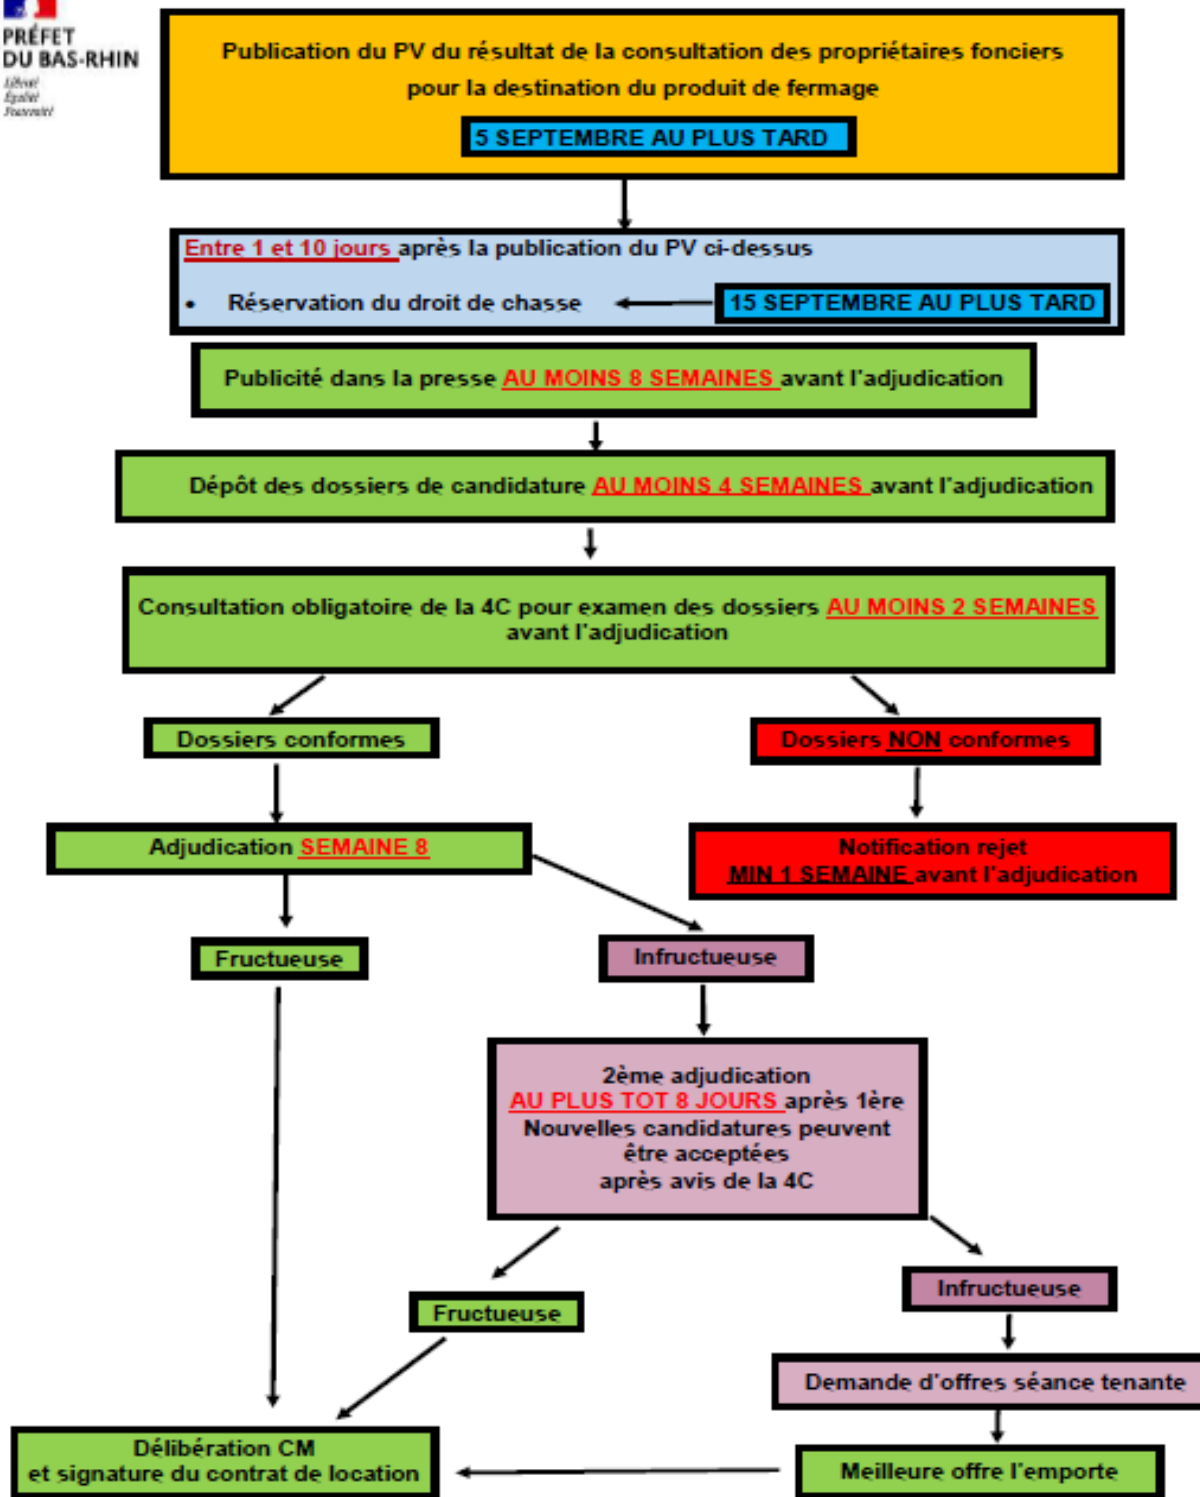 PRÉFET
DU BAS-RHIN
Liberté
Égalité
Fraternité
Publication du PV du résultat de la consultation des propriétaires fonciers
pour la destination du produit de fermage
5 SEPTEMBRE AU PLUS TARD
Entre 1 et 10 jours après la publication du PV ci-dessus
• Réservation du droit de chasse
15 SEPTEMBRE AU PLUS TARD
Publicité dans la presse AU MOINS 8 SEMAINES avant l'adjudication
Dépôt des dossiers de candidature AU MOINS 4 SEMAINES avant l'adjudication
Consultation obligatoire de la 4C pour examen des dossiers AU MOINS 2 SEMAINES
avant l'adjudication
Dossiers conformes
Dossiers NON conformes
Adjudication SEMAINE 8
Notification rejet
MIN 1 SEMAINE avant l'adjudication
Fructueuse
Infructueuse
2ème adjudication
AU PLUS TOT 8 JOURS après 1ère
Nouvelles candidatures peuvent
être acceptées
après avis de la 4C
Infructueuse
Fructueuse
Demande d'offres séance tenante
Délibération CM
et signature du contrat de location
Meilleure offre l'emporte